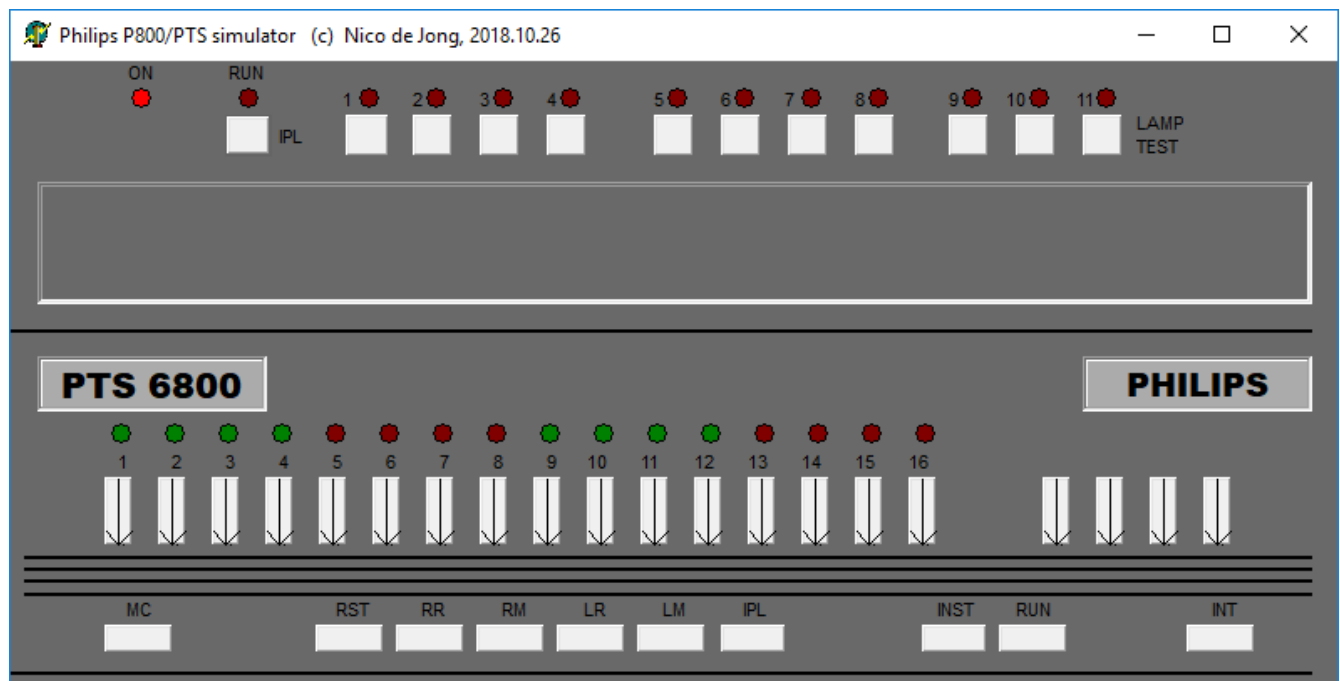 Philips P800/PTS simulator (c) Nico de Jong, 2018.10.26
ON RUN
1 2 3 4 5 6 7 8 9 10 11
IPL LAMP
TEST
PTS 6800 PHILIPS
1 2 3 4 5 6 7 8 9 10 11 12 13 14 15 16
MC RST RR RM LR LM IPL INST RUN INT